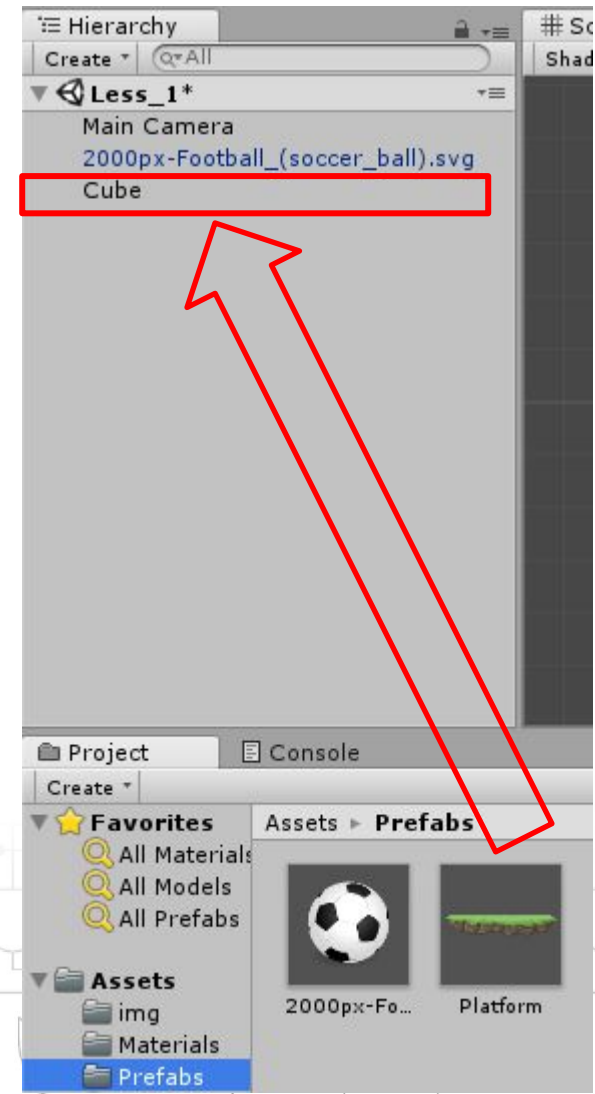 Hierarchy # Sc
Create All Shad
Less_1*
Main Camera
2000px-Football_(soccer_ball).svg
Cube
Project Console
Create
Favorites
All Materials
All Models
All Prefabs
Assets
img
Materials
Prefabs
Assets Prefabs
2000px-Fo... Platform